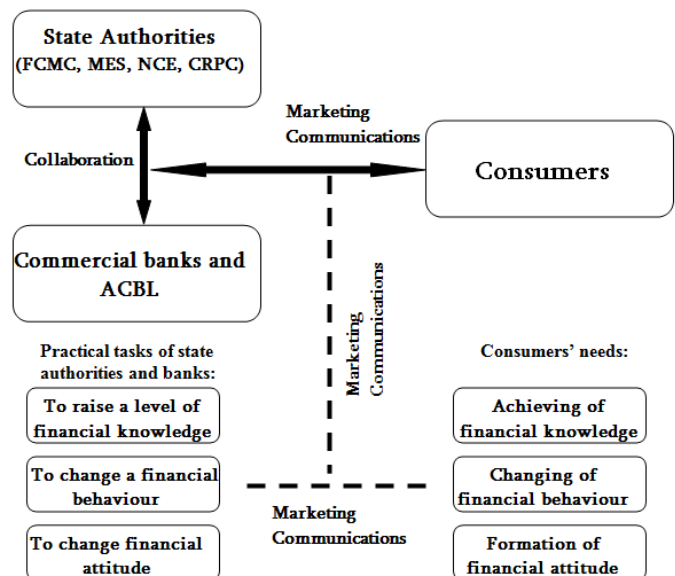 State Authorities
(FCMC, MES, NCE, CRPC)
Marketing
Communications
Collaboration
Consumers
Commercial banks and
ACBL
Marketing
Communications
Practical tasks of state
authorities and banks:
Consumers' needs:
To raise a level of
financial knowledge
Achieving of
financial knowledge
To change a financial
behaviour
Changing of
financial behaviour
Marketing
Communications
To change financial
attitude
Formation of
financial attitude